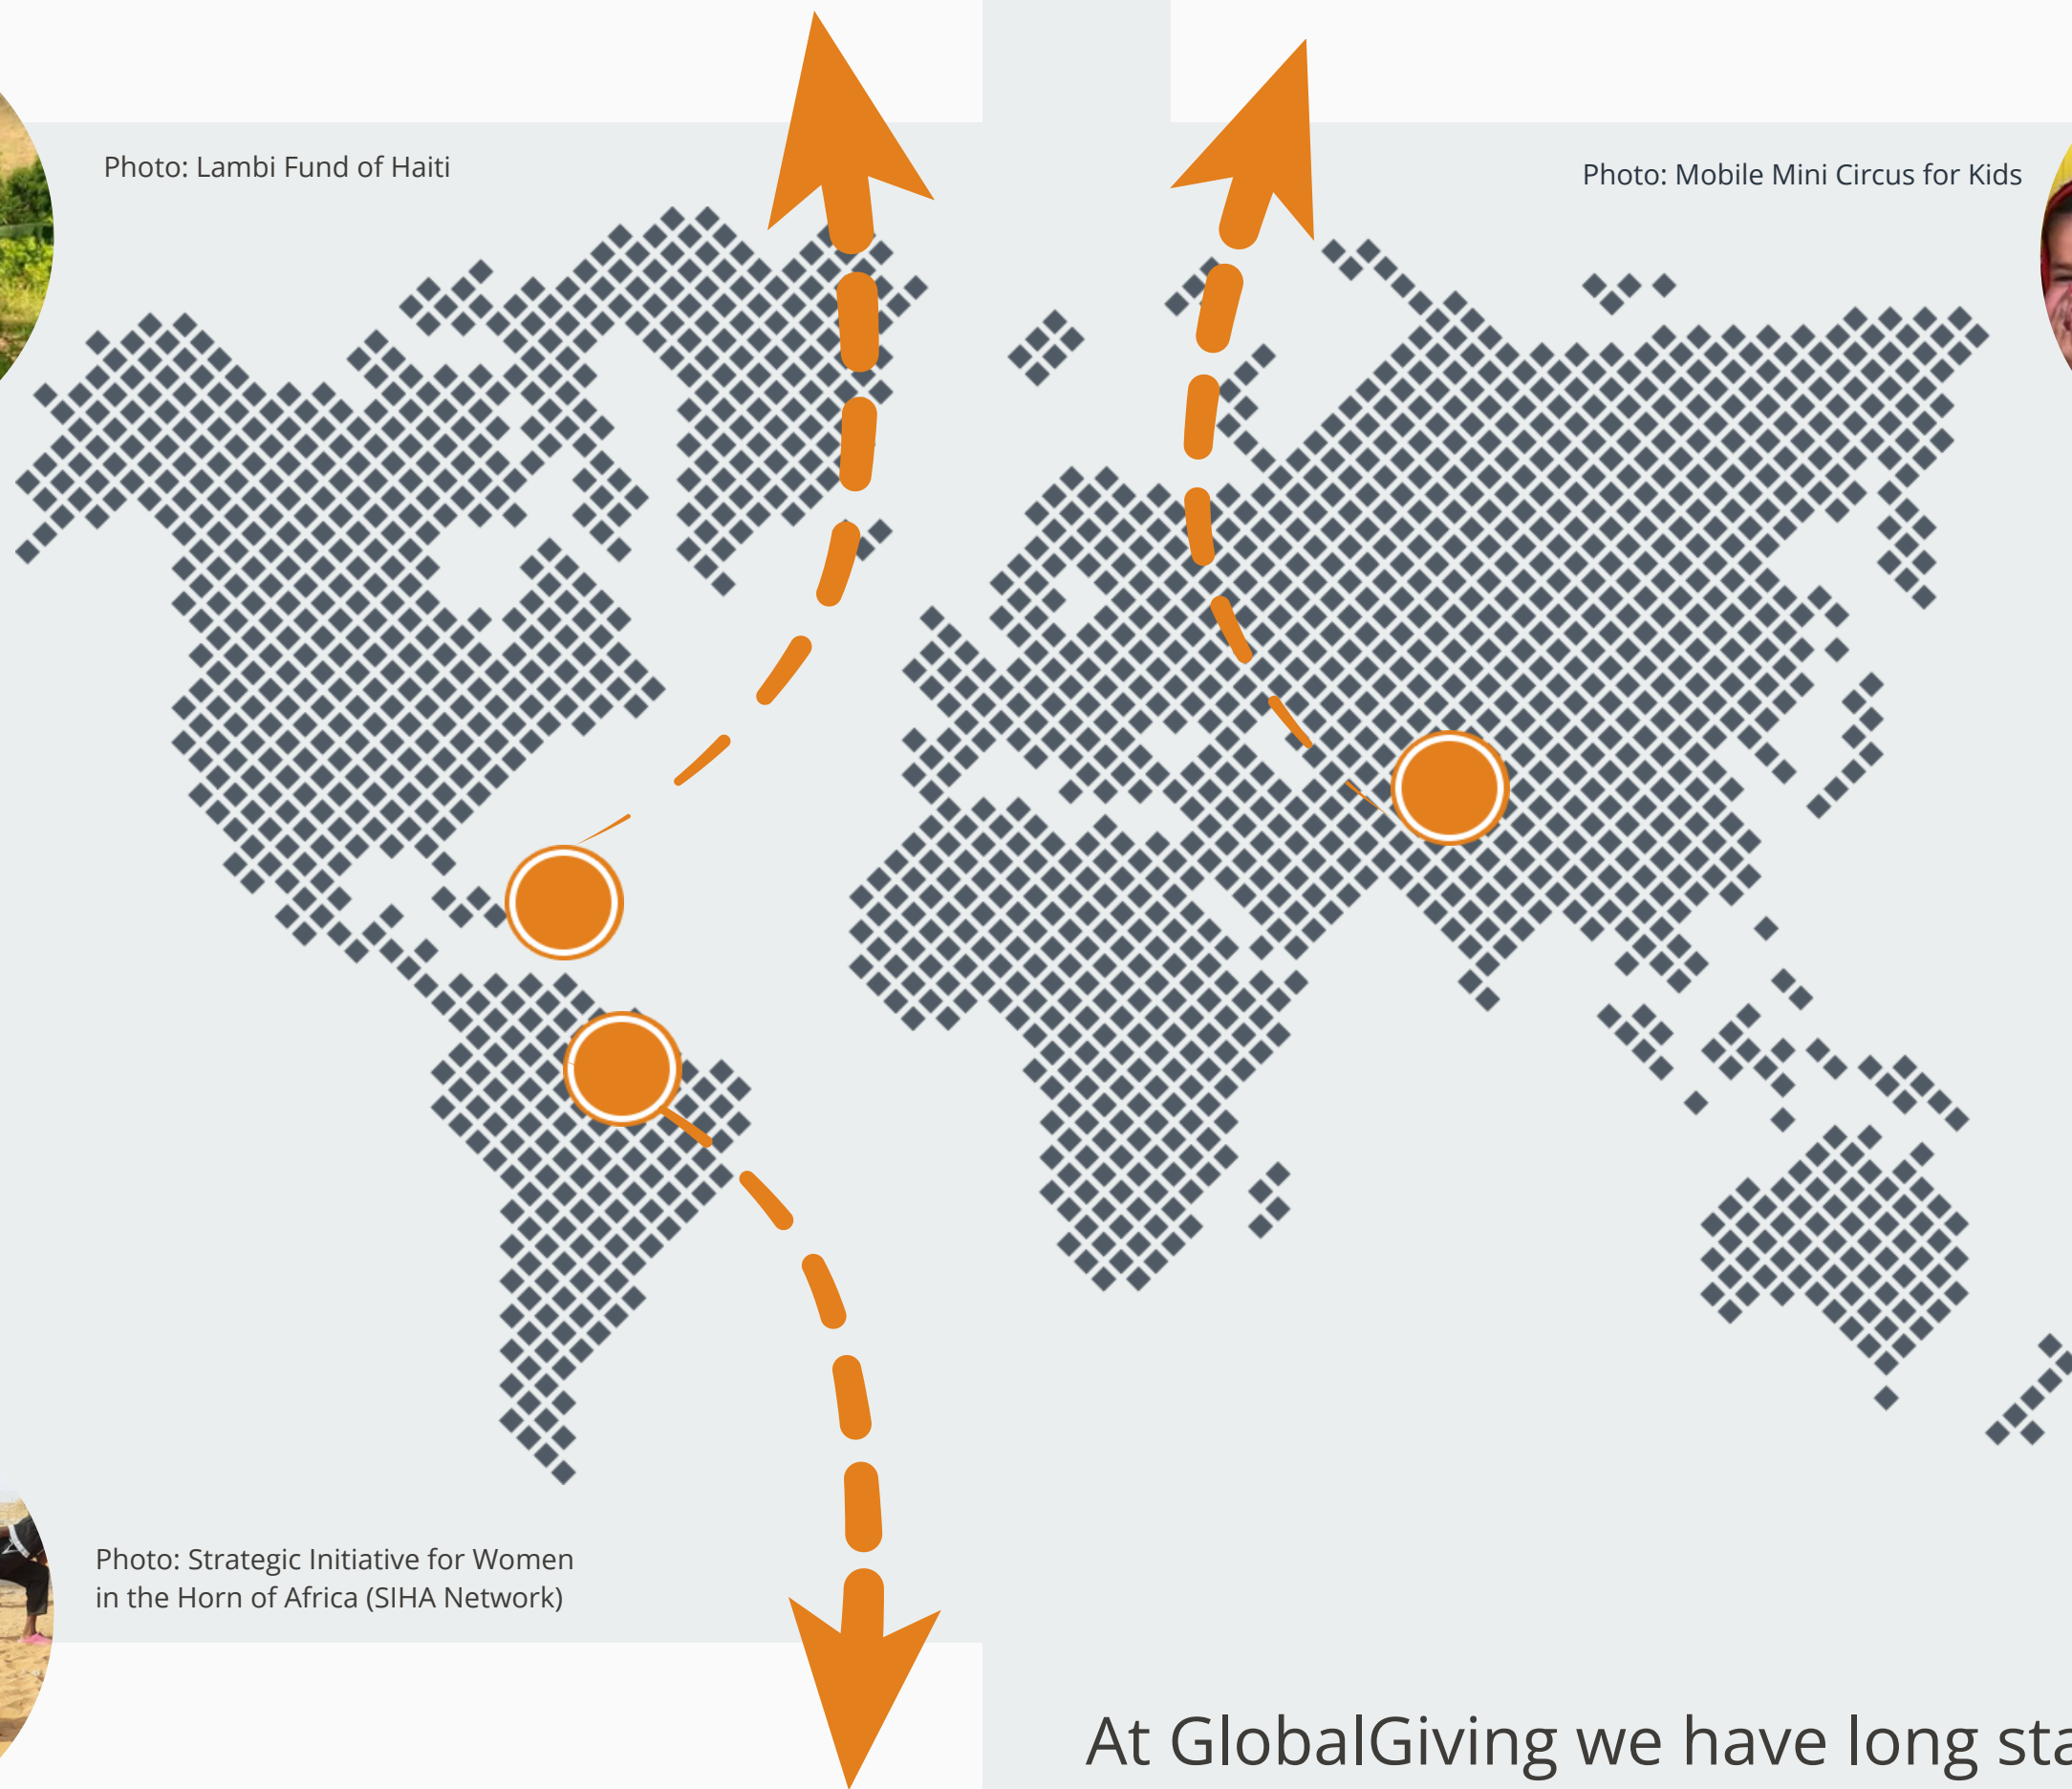 Photo: Lambi Fund of Haiti
Photo: Mobile Mini Circus for Kids
Photo: Strategic Initiative for Women
in the Horn of Africa (SIHA Network)
At GlobalGiving we have long